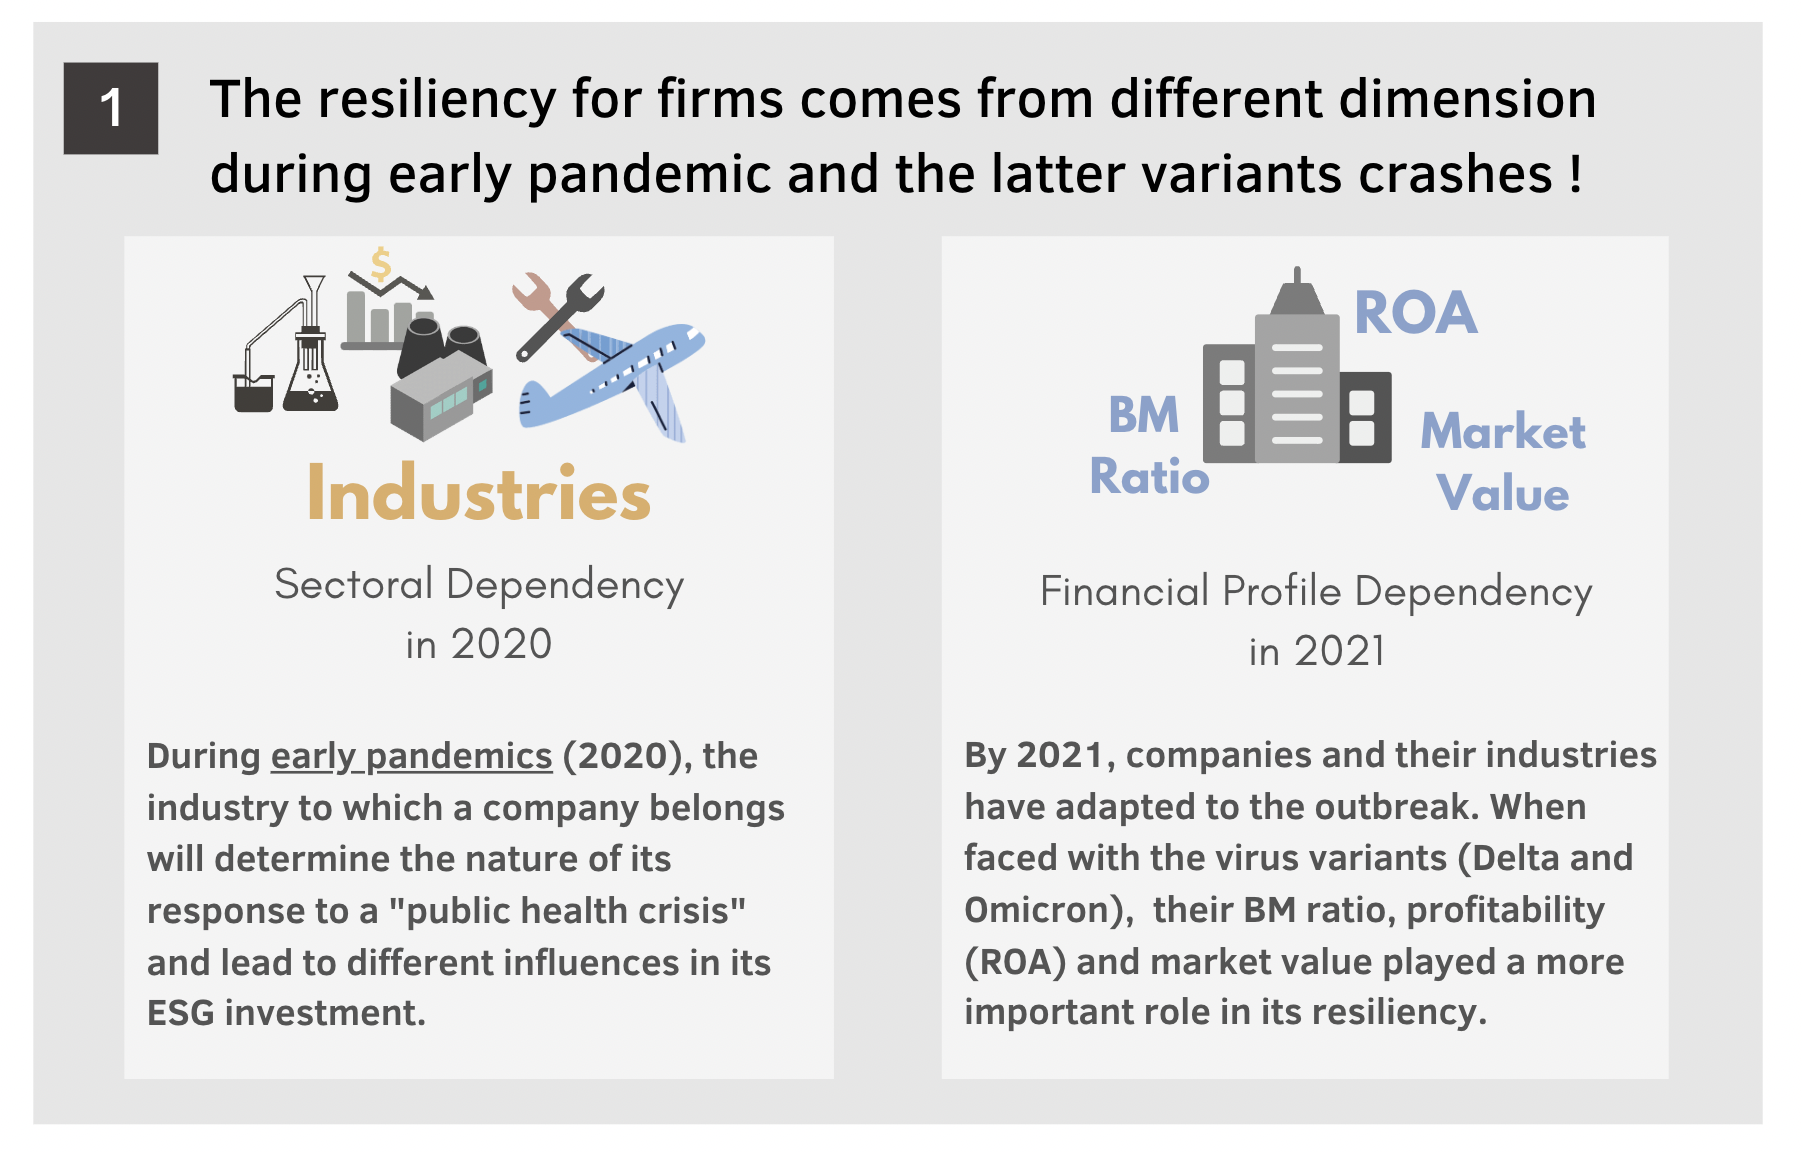 1
The resiliency for firms comes from different dimension
during early pandemic and the latter variants crashes !
$
Industries
Sectoral Dependency
in 2020
During early pandemics (2020), the
industry to which a company belongs
will determine the nature of its
response to a "public health crisis"
and lead to different influences in its
ESG investment.
ROA
BM
Ratio
Market
Value
Financial Profile Dependency
in 2021
By 2021, companies and their industries
have adapted to the outbreak. When
faced with the virus variants (Delta and
Omicron),  their BM ratio, profitability
(ROA) and market value played a more
important role in its resiliency.